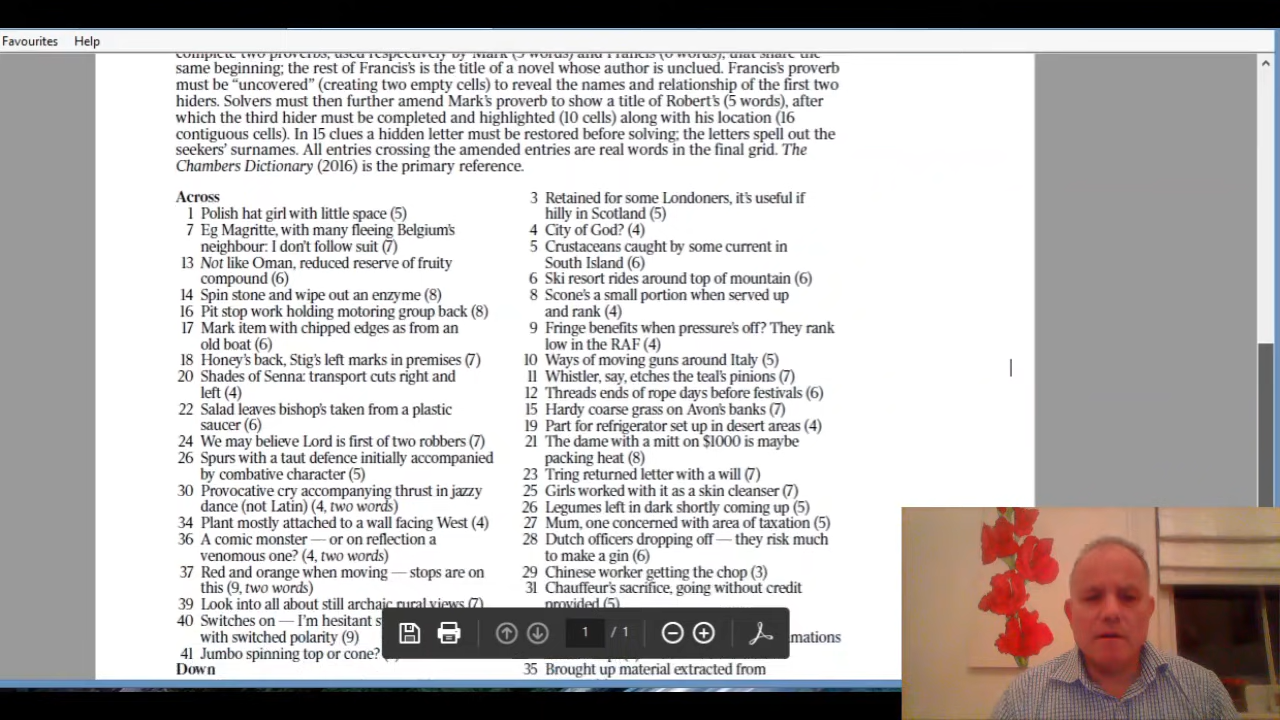 Favourites Help
complete two proverbs, used respectively by Mark (5 words) and Francis (6 words), that share the
same beginning; the rest of Francis's is the title of a novel whose author is unclued. Francis's proverb
must be “uncovered” (creating two empty cells) to reveal the names and relationship of the first two
hiders. Solvers must then further amend Mark's proverb to show a title of Robert's (5 words), after
which the third hider must be completed and highlighted (10 cells) along with his location (16
contiguous cells). In 15 clues a hidden letter must be restored before solving; the letters spell out the
seekers' surnames. All entries crossing the amended entries are real words in the final grid. The
Chambers Dictionary (2016) is the primary reference.
Across
1 Polish hat girl with little space (5)
7 Eg Magritte, with many fleeing Belgium's
neighbour: I don't follow suit (7)
13 Not like Oman, reduced reserve of fruity
compound (6)
14 Spin stone and wipe out an enzyme (8)
16 Pit stop work holding motoring group back (8)
17 Mark item with chipped edges as from an
old boat (6)
18 Honey's back, Stig's left marks in premises (7)
20 Shades of Senna: transport cuts right and
left (4)
22 Salad leaves bishop's taken from a plastic
saucer (6)
24 We may believe Lord is first of two robbers (7)
26 Spurs with a taut defence initially accompanied
by combative character (5)
30 Provocative cry accompanying thrust in jazzy
dance (not Latin) (4, two words)
34 Plant mostly attached to a wall facing West (4)
36 A comic monster — or on reflection a
venomous one? (4, two words)
37 Red and orange when moving — stops are on
this (9, two words)
39 Look into all about still archaic rural views (7)
40 Switches on — I'm hesitant
with switched polarity (9)
41 Jumbo spinning top or cone?
Down
3 Retained for some Londoners, it's useful if
hilly in Scotland (5)
4 City of God? (4)
5 Crustaceans caught by some current in
South Island (6)
6 Ski resort rides around top of mountain (6)
8 Scone's a small portion when served up
and rank (4)
9 Fringe benefits when pressure's off? They rank
low in the RAF (4)
10 Ways of moving guns around Italy (5)
11 Whistler, say, etches the teal's pinions (7)
12 Threads ends of rope days before festivals (6)
15 Hardy coarse grass on Avon's banks (7)
19 Part for refrigerator set up in desert areas (4)
21 The dame with a mitt on $1000 is maybe
packing heat (8)
23 Tring returned letter with a will (7)
25 Girls worked with it as a skin cleanser (7)
26 Legumes left in dark shortly coming up (5)
27 Mum, one concerned with area of taxation (5)
28 Dutch officers dropping off — they risk much
to make a gin (6)
29 Chinese worker getting the chop (3)
31 Chauffeur's sacrifice, going without credit
provided (5)
35 Brought up material extracted from
1 / 1